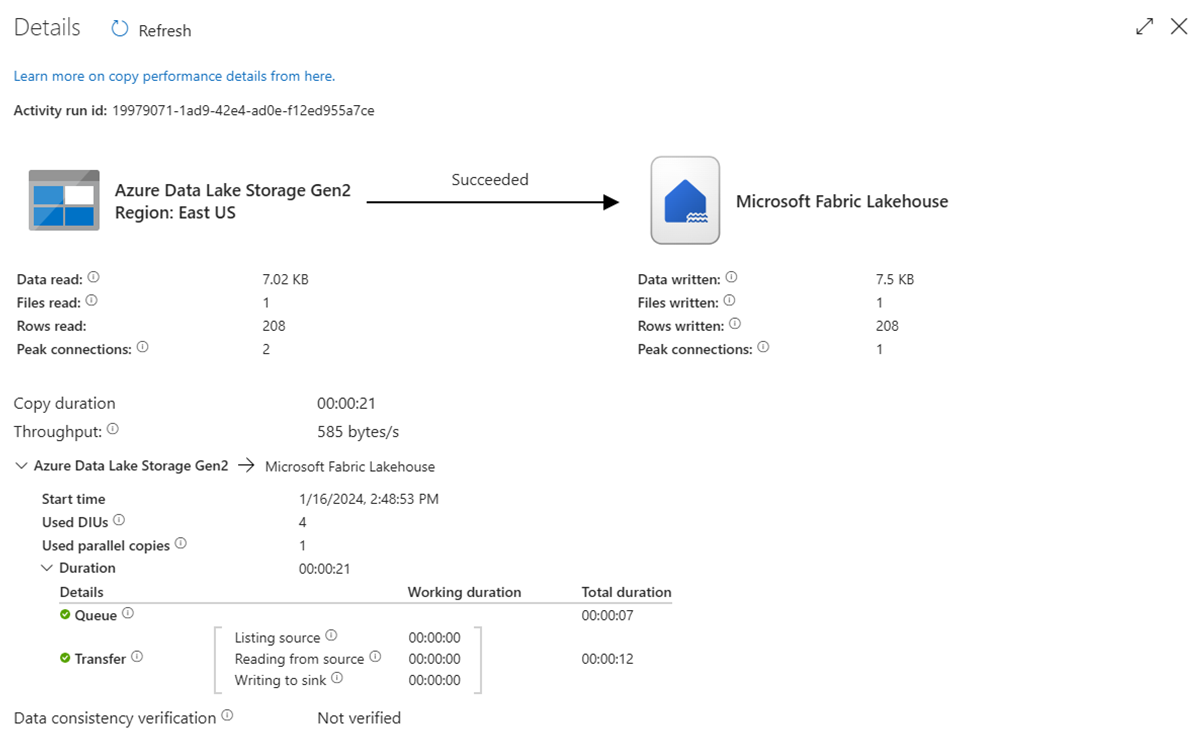 Details Refresh
Learn more on copy performance details from here.
Activity run id: 19979071-1ad9-42e4-ad0e-f12ed955a7ce
Succeeded
Azure Data Lake Storage Gen2
Region: East US
Microsoft Fabric Lakehouse
Data read: 7.02 KB
Files read: 1
Rows read: 208
Peak connections: 2
Data written: 7.5 KB
Files written: 1
Rows written: 208
Peak connections: 1
Copy duration 00:00:21
Throughput: 585 bytes/s
Azure Data Lake Storage Gen2 → Microsoft Fabric Lakehouse
Start time 1/16/2024, 2:48:53 PM
Used DIUs 4
Used parallel copies 1
Duration 00:00:21
Details Working duration Total duration
Queue 00:00:07
Listing source 00:00:00
Transfer Reading from source 00:00:00 00:00:12
Writing to sink 00:00:00
Data consistency verification Not verified